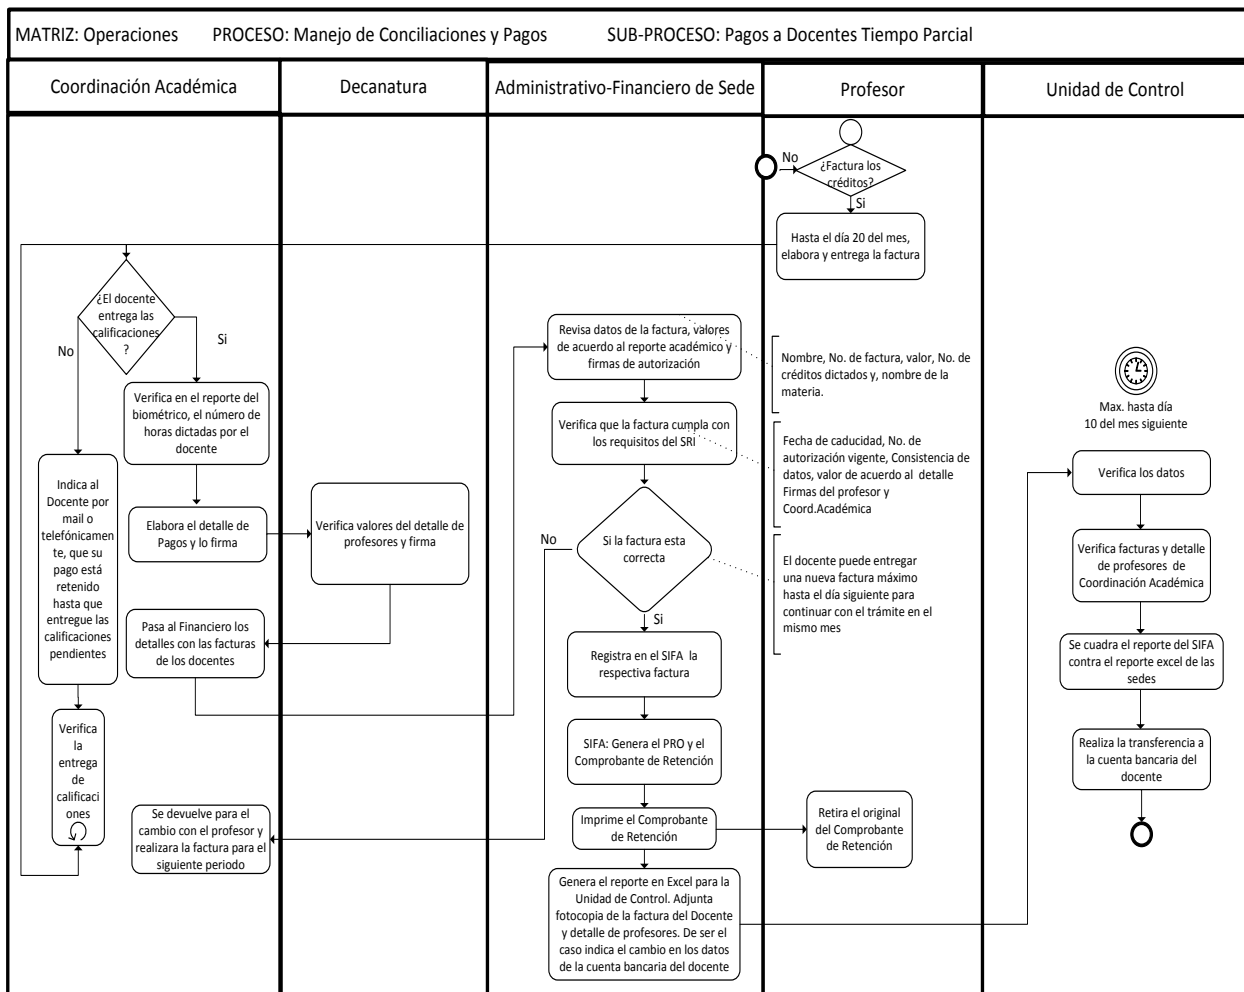 MATRIZ: Operaciones PROCESO: Manejo de Conciliaciones y Pagos SUB-PROCESO: Pagos a Docentes Tiempo Parcial
Coordinación Académica
Decanatura
Administrativo-Financiero de Sede
Profesor
Unidad de Control
No
¿Factura los
créditos?
Si
Hasta el día 20 del mes,
elabora y entrega la factura
¿El docente
entrega las
calificaciones
?
No
Si
Verifica en el reporte del
biométrico, el número de
horas dictadas por el
docente
Indica al
Docente por
mail o
telefónicame
nte, que su
pago está
retenido
hasta que
entregue las
calificaciones
pendientes
Elabora el detalle de
Pagos y lo firma
Verifica valores del detalle de
profesores y firma
Pasa al Financiero los
detalles con las facturas
de los docentes
Verifica
la
entrega
de
calificaci
ones
Se devuelve para el
cambio con el profesor y
realizara la factura para el
siguiente periodo
Revisa datos de la factura, valores
de acuerdo al reporte académico y
firmas de autorización
Nombre, No. de factura, valor, No. de
créditos dictados y, nombre de la
materia.
Verifica que la factura cumpla con
los requisitos del SRI
Fecha de caducidad, No. de
autorización vigente, Consistencia de
datos, valor de acuerdo al detalle
Firmas del profesor y
Coord.Académica
No
Si la factura esta
correcta
Si
El docente puede entregar
una nueva factura máximo
hasta el día siguiente para
continuar con el trámite en el
mismo mes
Registra en el SIFA la
respectiva factura
SIFA: Genera el PRO y el
Comprobante de Retención
Imprime el Comprobante
de Retención
Retira el original
del Comprobante
de Retención
Genera el reporte en Excel para la
Unidad de Control. Adjunta
fotocopia de la factura del Docente
y detalle de profesores. De ser el
caso indica el cambio en los datos
de la cuenta bancaria del docente
Max. hasta día
10 del mes siguiente
Verifica los datos
Verifica facturas y detalle
de profesores de
Coordinación Académica
Se cuadra el reporte del SIFA
contra el reporte excel de las
sedes
Realiza la transferencia a
la cuenta bancaria del
docente